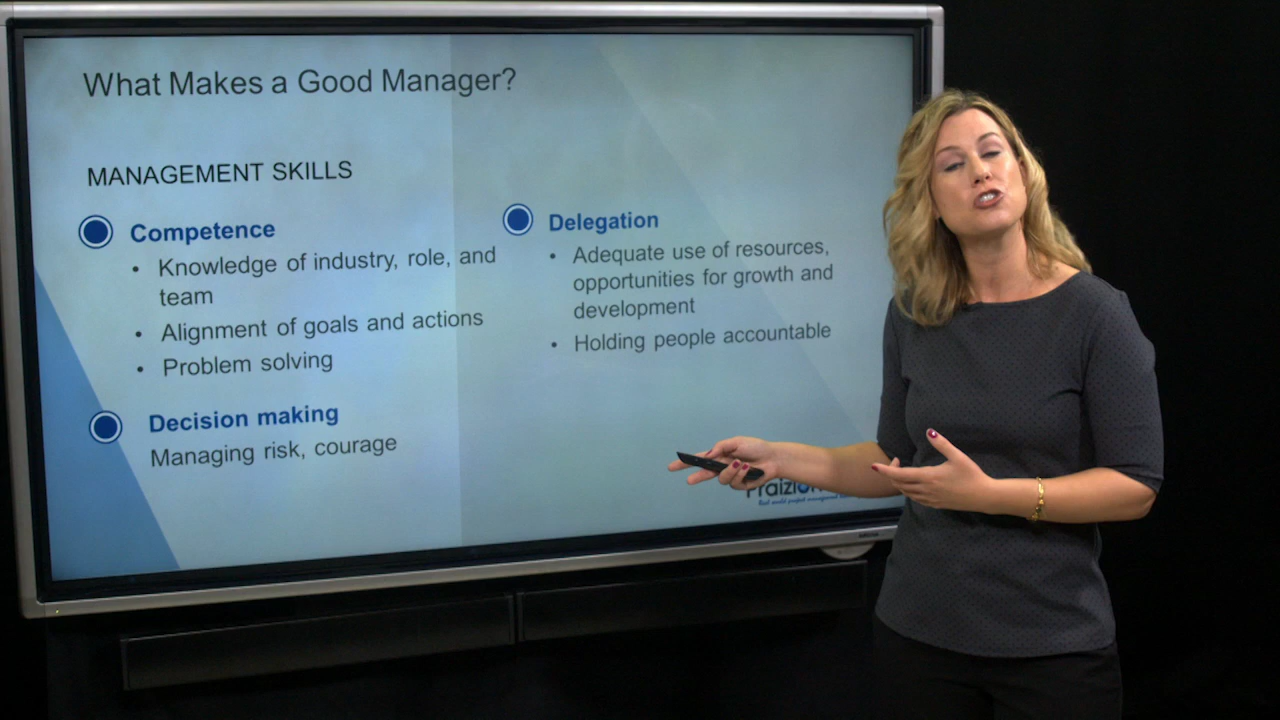 What Makes a Good Manager?
MANAGEMENT SKILLS
Competence
• Knowledge of industry, role, and
team
• Alignment of goals and actions
• Problem solving
Decision making
Managing risk, courage
Delegation
• Adequate use of resources,
opportunities for growth and
development
• Holding people accountable